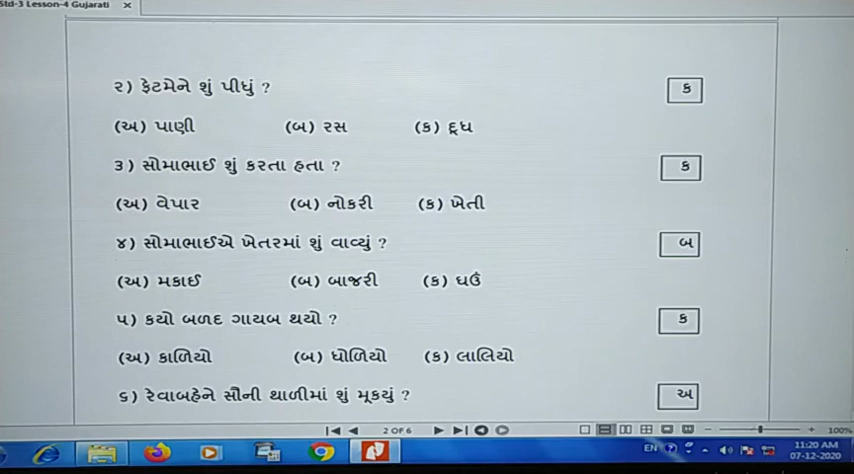 Std-3 Lesson-4 Gujarati ×
૨) ફેટમેને શું પીધું ? ક
(અ) પાણી (બ) રસ (ક) દૂધ
૩) સોમાભાઈ શું કરતા હતા ? ક
(અ) વેપાર (બ) નોકરી (ક) ખેતી
૪) સોમાભાઈએ ખેતરમાં શું વાવ્યું ? બ
(અ) મકાઈ (બ) બાજરી (ક) ઘઉં
૫) કયો બળદ ગાયબ થયો ? ક
(અ) કાળિયો (બ) ધોળિયો (ક) લાલિયો
૬) રેવાબહેને સૌની થાળીમાં શું મૂકયું ? અ
2 OF 6 100%
EN 11:20 AM
07-12-2020